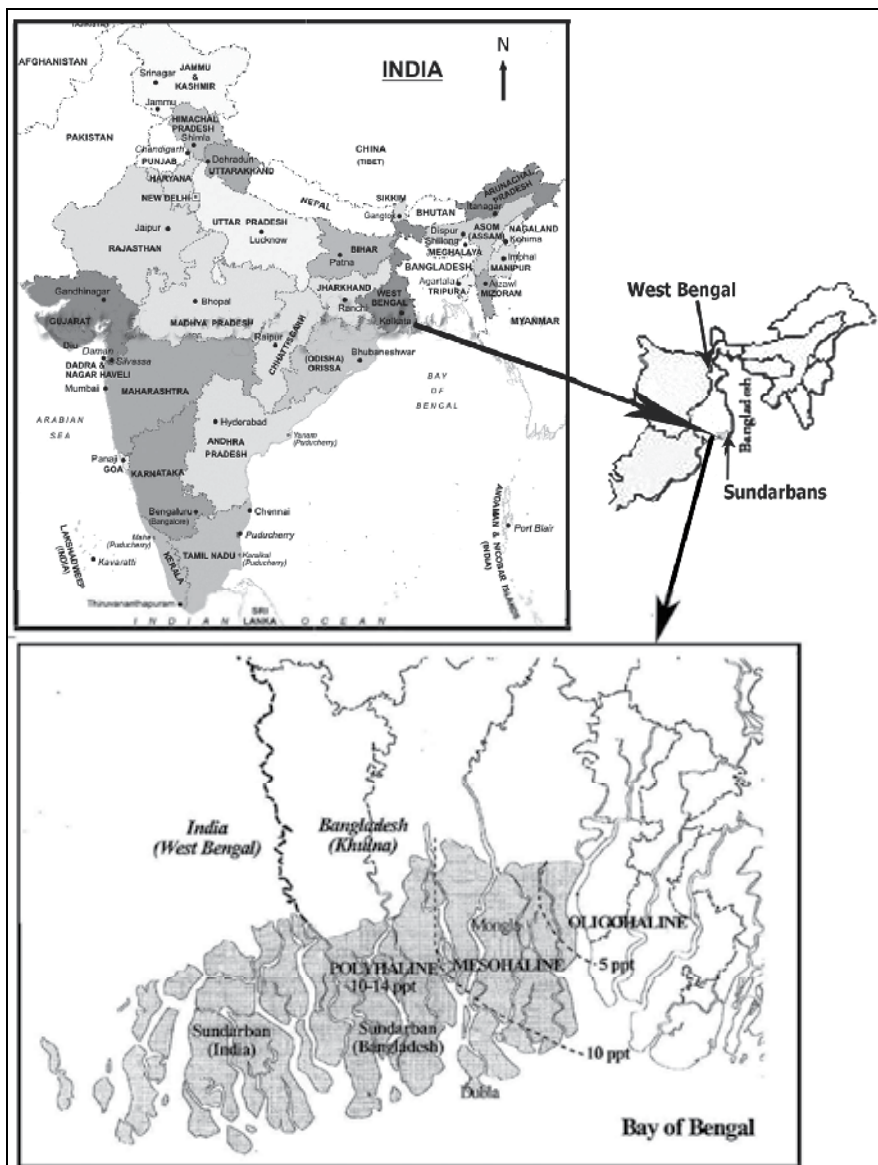 TAJIKISTAN
AFGHANISTAN
JAMMU
&
KASHMIR
Srinagar
Jammu
INDIA
N
HIMACHAL
PRADESH
Shimla
PAKISTAN
Chandigarh
PUNJAB
Dehradun
UTTARAKHAND
CHINA
(TIBET)
HARYANA
NEW DELHI
NEPAL
SIKKIM
Gangtok
BHUTAN
ARUNACHAL
PRADESH
Itanagar
Jaipur
RAJASTHAN
UTTAR PRADESH
Lucknow
Dispur
Shillong
ASOM
(ASSAM)
NAGALAND
Kohima
MEGHALAYA
BIHAR
Patna
BANGLADESH
Imphal
MANIPUR
Gandhinagar
GUJARAT
Bhopal
MADHYA PRADESH
JHARKHAND
Ranchi
WEST
BENGAL
Kolkata
Agartala
TRIPURA
Aizawl
MIZORAM
MYANMAR
Diu
Daman
Silvassa
DADRA &
NAGAR HAVELI
Raipur
CHHATTISGARH
(ODISHA)
ORISSA
Bhubaneshwar
Mumbai
MAHARASHTRA
BAY
OF
BENGAL
ARABIAN
SEA
Hyderabad
ANDHRA
PRADESH
Yanam
(Puducherry)
Panaji
GOA
KARNATAKA
Bengaluru
(Bangalore)
Chennai
ANDAMAN & NICOBAR ISLANDS
(INDIA)
Port Blair
LAKSHADWEEP
(INDIA)
Mahe
(Puducherry)
Puducherry
TAMIL NADU
Karaikal
(Puducherry)
Kavaratti
KERALA
Thiruvananthapuram
SRI
LANKA
INDIAN OCEAN
West Bengal
Bangladesh
Sundarbans
India
(West Bengal)
Bangladesh
(Khulna)
Mongla
OLIGOHALINE
POLYHALINE
10-14 ppt
MESOHALINE
5 ppt
Sundarban
(India)
Sundarban
(Bangladesh)
10 ppt
Dubla
Bay of Bengal